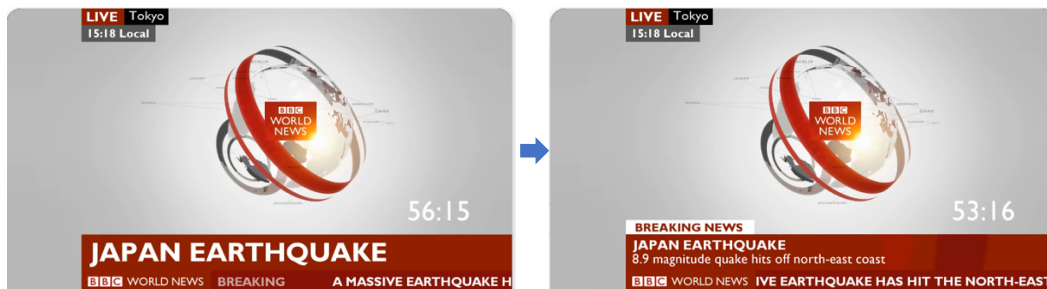 LIVE Tokyo
15:18 Local
BBC
WORLD
NEWS
56:15
JAPAN EARTHQUAKE
BBC WORLD NEWS BREAKING A MASSIVE EARTHQUAKE H
LIVE Tokyo
15:18 Local
BBC
WORLD
NEWS
53:16
BREAKING NEWS
JAPAN EARTHQUAKE
8.9 magnitude quake hits off north-east coast
BBC WORLD NEWS IVE EARTHQUAKE HAS HIT THE NORTH-EAST